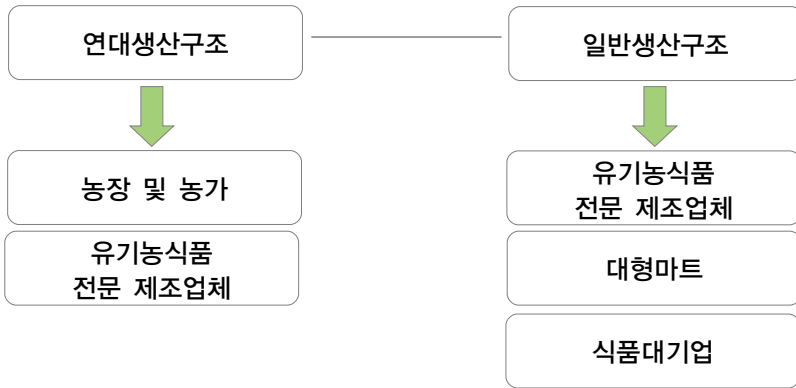 연대생산구조
일반생산구조
농장 및 농가
유기농식품
전문 제조업체
유기농식품
전문 제조업체
대형마트
식품대기업